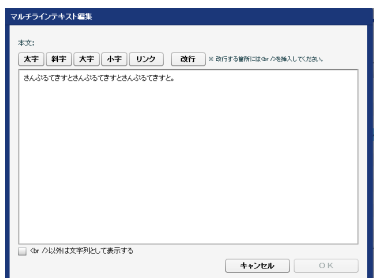 マルチラインテキスト編集
本文:
太字 斜字 大字 小字 リンク 改行 ※ 改行する箇所には<br />を挿入してください。
さんぷるてきすとさんぷるてきすとさんぷるてきすと。
<br />以外は文字列として表示する
キャンセル OK